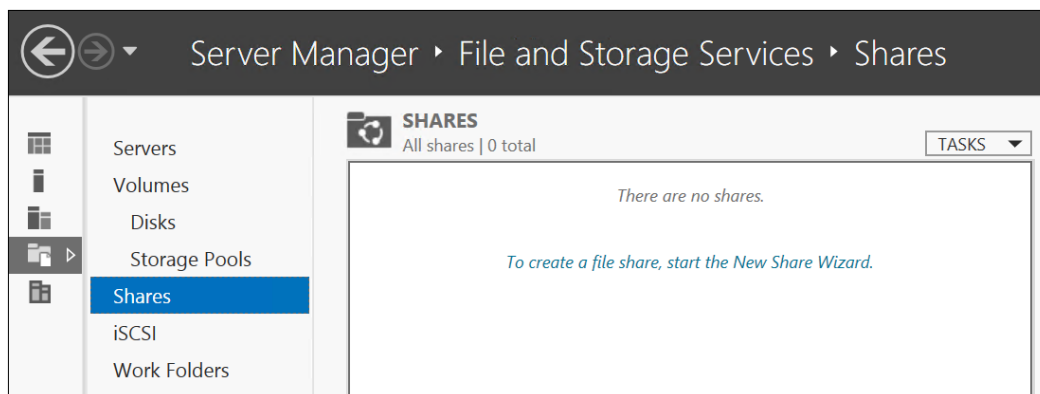 Server Manager ‣ File and Storage Services ‣ Shares
Servers
Volumes
Disks
Storage Pools
Shares
iSCSI
Work Folders
SHARES
All shares | 0 total
TASKS
There are no shares.
To create a file share, start the New Share Wizard.